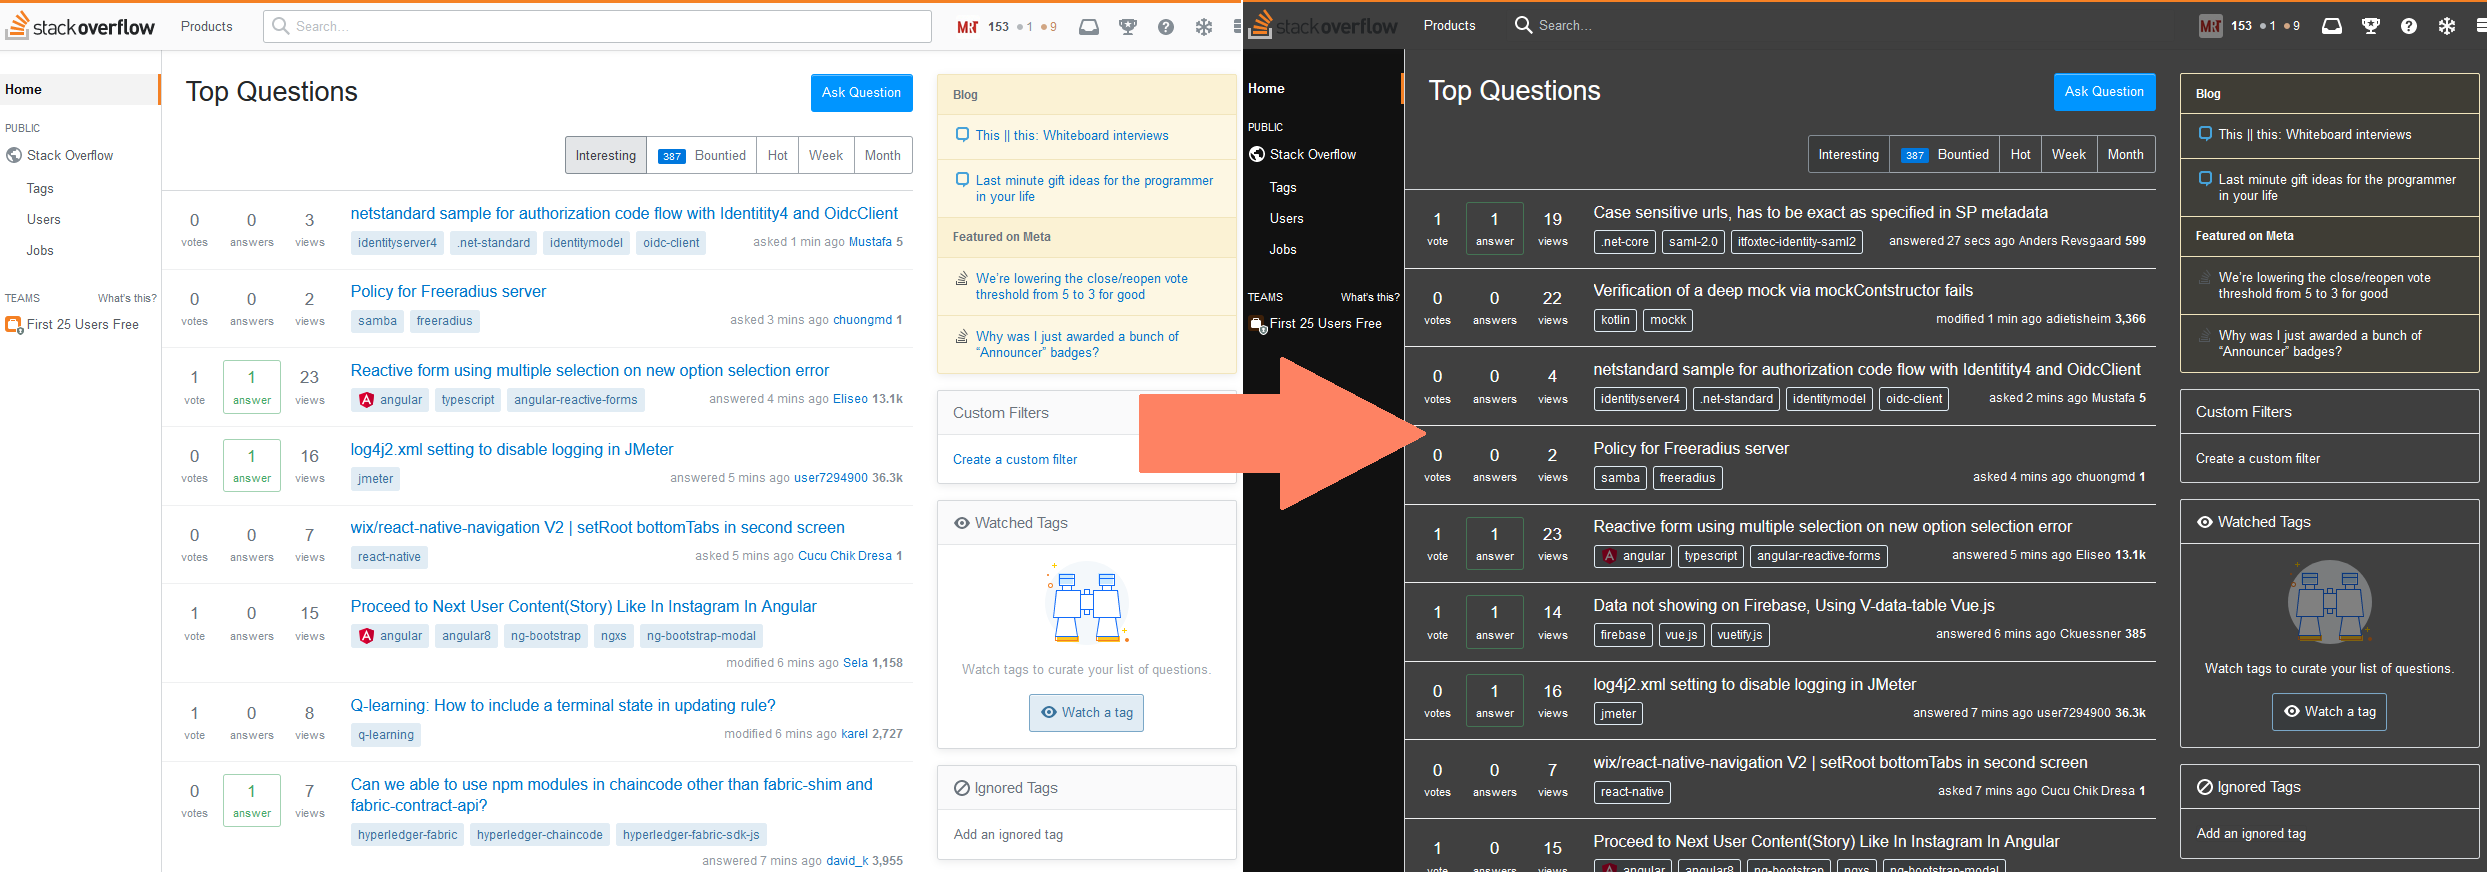 stackoverflow
Products
Search...
MRT 153 1 9
Home
PUBLIC
Stack Overflow
Tags
Users
Jobs
TEAMS What's this?
First 25 Users Free
Top Questions
Ask Question
Interesting 387 Bountied Hot Week Month
0 votes 0 answers 3 views
netstandard sample for authorization code flow with Identitity4 and OidcClient
identityserver4 .net-standard identitymodel oidc-client
asked 1 min ago Mustafa 5
0 votes 0 answers 2 views
Policy for Freeradius server
samba freeradius
asked 3 mins ago chuongmd 1
1 vote 1 answer 23 views
Reactive form using multiple selection on new option selection error
angular typescript angular-reactive-forms
answered 4 mins ago Eliseo 13.1k
0 votes 1 answer 16 views
log4j2.xml setting to disable logging in JMeter
jmeter
answered 5 mins ago user7294900 36.3k
0 votes 0 answers 7 views
wix/react-native-navigation V2 | setRoot bottomTabs in second screen
react-native
asked 5 mins ago Cucu Chik Dresa 1
1 vote 0 answers 15 views
Proceed to Next User Content(Story) Like In Instagram In Angular
angular angular8 ng-bootstrap ngxs ng-bootstrap-modal
modified 6 mins ago Sela 1,158
1 vote 0 answers 8 views
Q-learning: How to include a terminal state in updating rule?
q-learning
modified 6 mins ago karel 2,727
0 votes 1 answer 7 views
Can we able to use npm modules in chaincode other than fabric-shim and
fabric-contract-api?
hyperledger-fabric hyperledger-chaincode hyperledger-fabric-sdk-js
answered 7 mins ago david_k 3,955
Blog
This || this: Whiteboard interviews
Last minute gift ideas for the programmer
in your life
Featured on Meta
We're lowering the close/reopen vote
threshold from 5 to 3 for good
Why was I just awarded a bunch of
“Announcer” badges?
Custom Filters
Create a custom filter
Watched Tags
Watch tags to curate your list of questions.
Watch a tag
Ignored Tags
Add an ignored tag
stackoverflow
Products
Search...
MRT 153 1 9
Home
PUBLIC
Stack Overflow
Tags
Users
Jobs
TEAMS What's this?
First 25 Users Free
Top Questions
Ask Question
Interesting 387 Bountied Hot Week Month
1 vote 1 answer 19 views
Case sensitive urls, has to be exact as specified in SP metadata
.net-core saml-2.0 itfoxtec-identity-saml2
answered 27 secs ago Anders Revsgaard 599
0 votes 0 answers 22 views
Verification of a deep mock via mockContstructor fails
kotlin mockk
modified 1 min ago adietisheim 3,366
0 votes 0 answers 4 views
netstandard sample for authorization code flow with Identitity4 and OidcClient
identityserver4 .net-standard identitymodel oidc-client
asked 2 mins ago Mustafa 5
0 votes 0 answers 2 views
Policy for Freeradius server
samba freeradius
asked 4 mins ago chuongmd 1
1 vote 1 answer 23 views
Reactive form using multiple selection on new option selection error
angular typescript angular-reactive-forms
answered 5 mins ago Eliseo 13.1k
1 vote 1 answer 14 views
Data not showing on Firebase, Using V-data-table Vue.js
firebase vue.js vuetify.js
answered 6 mins ago Ckuessner 385
0 votes 1 answer 16 views
log4j2.xml setting to disable logging in JMeter
jmeter
answered 7 mins ago user7294900 36.3k
0 votes 0 answers 7 views
wix/react-native-navigation V2 | setRoot bottomTabs in second screen
react-native
asked 7 mins ago Cucu Chik Dresa 1
1 vote 0 answers 15 views
Proceed to Next User Content(Story) Like In Instagram In Angular
angular angular8 ng-bootstrap ngxs ng-bootstrap-modal
Blog
This || this: Whiteboard interviews
Last minute gift ideas for the programmer
in your life
Featured on Meta
We're lowering the close/reopen vote
threshold from 5 to 3 for good
Why was I just awarded a bunch of
“Announcer” badges?
Custom Filters
Create a custom filter
Watched Tags
Watch tags to curate your list of questions.
Watch a tag
Ignored Tags
Add an ignored tag